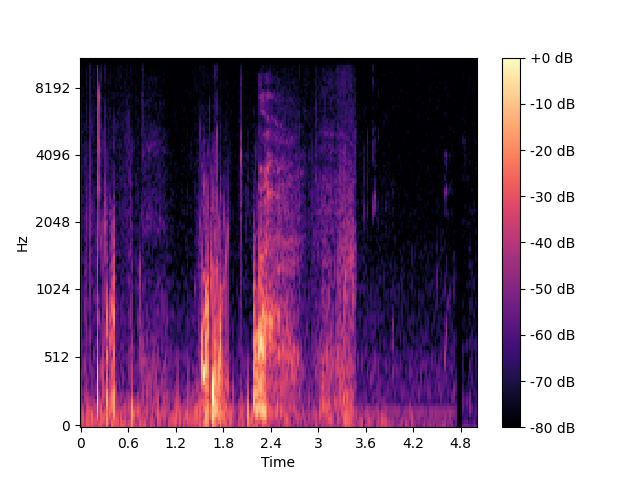 8192
4096
2048
1024
512
0
Hz
0 0.6 1.2 1.8 2.4 3 3.6 4.2 4.8
Time
+0 dB
-10 dB
-20 dB
-30 dB
-40 dB
-50 dB
-60 dB
-70 dB
-80 dB